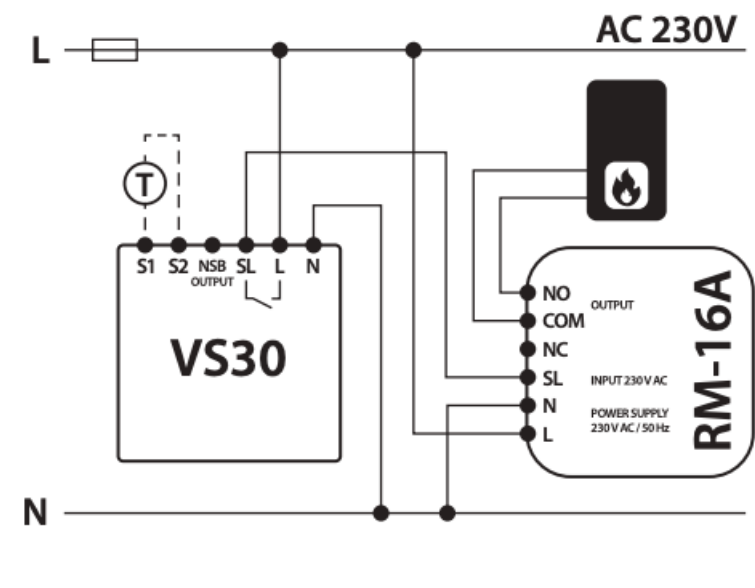 AC 230V
L
T
S1 S2 NSB SL L N
OUTPUT
VS30
NO
OUTPUT
COM
NC
SL INPUT 230V AC
N
POWER SUPPLY
230V AC / 50 Hz
L
RM-16A
N